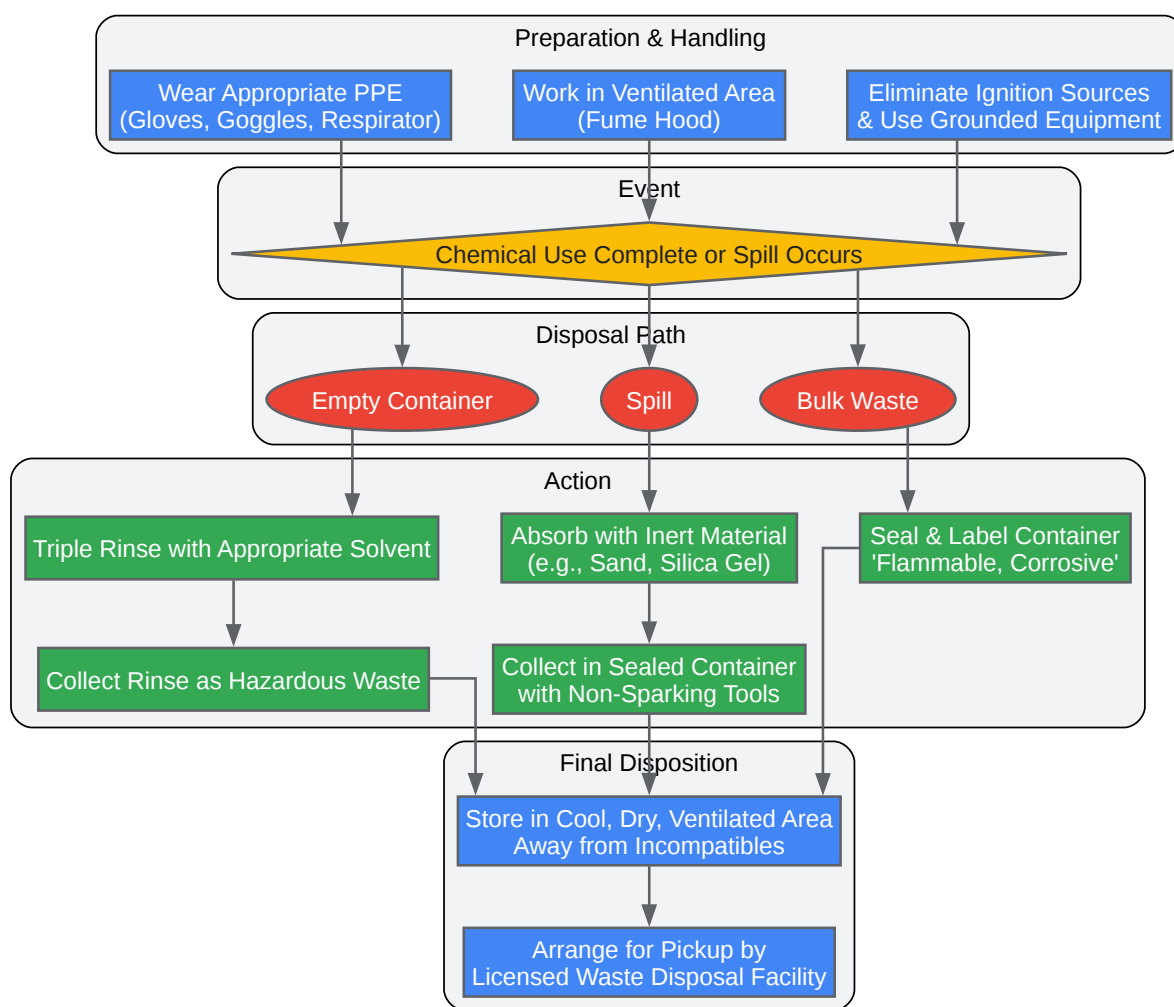 Preparation & Handling
Wear Appropriate PPE
(Gloves, Goggles, Respirator)
Work in Ventilated Area
(Fume Hood)
Eliminate Ignition Sources
& Use Grounded Equipment
Event
Chemical Use Complete or Spill Occurs
Disposal Path
Empty Container
Spill
Bulk Waste
Action
Triple Rinse with Appropriate Solvent
Absorb with Inert Material
(e.g., Sand, Silica Gel)
Seal & Label Container
'Flammable, Corrosive'
Collect Rinse as Hazardous Waste
Collect in Sealed Container
with Non-Sparking Tools
Final Disposition
Store in Cool, Dry, Ventilated Area
Away from Incompatibles
Arrange for Pickup by
Licensed Waste Disposal Facility